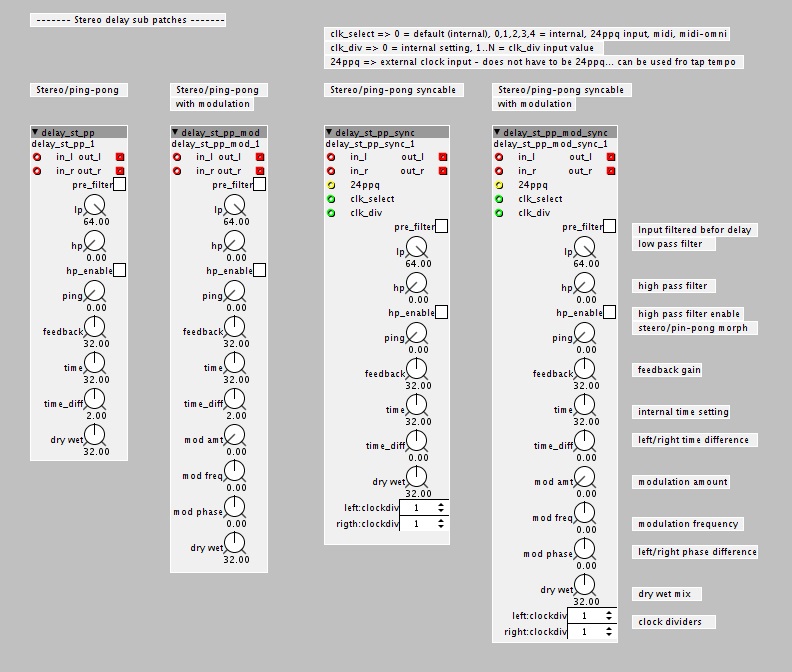 ------- Stereo delay sub patches -------
clk_select => 0 = default (internal), 0,1,2,3,4 = internal, 24ppq input, midi, midi-omni
clk_div => 0 = internal setting, 1..N = clk_div input value
24ppq => external clock input - does not have to be 24ppq... can be used fro tap tempo
Stereo/ping-pong
Stereo/ping-pong
with modulation
Stereo/ping-pong syncable
Stereo/ping-pong syncable
with modulation
delay_st_pp
delay_st_pp_1
in_l out_l
in_r out_r
pre_filter
lp
64.00
hp
0.00
hp_enable
ping
0.00
feedback
32.00
time
32.00
time_diff
2.00
dry wet
32.00
delay_st_pp_mod
delay_st_pp_mod_1
in_l out_l
in_r out_r
pre_filter
lp
64.00
hp
0.00
hp_enable
ping
0.00
feedback
32.00
time
32.00
time_diff
2.00
mod amt
0.00
mod freq
0.00
mod phase
0.00
dry wet
32.00
delay_st_pp_sync
delay_st_pp_sync_1
in_l out_l
in_r out_r
24ppq
clk_select
clk_div
pre_filter
lp
64.00
hp
0.00
hp_enable
ping
0.00
feedback
32.00
time
32.00
time_diff
0.00
dry wet
32.00
left:clockdiv 1
rigth:clockdiv 1
delay_st_pp_mod_sync
delay_st_pp_mod_sync_1
in_l out_l
in_r out_r
24ppq
clk_select
clk_div
pre_filter
lp
64.00
hp
0.00
hp_enable
ping
0.00
feedback
32.00
time
32.00
time_diff
0.00
mod amt
0.00
mod freq
0.00
mod phase
0.00
dry wet
32.00
left:clockdiv 1
right:clockdiv 1
Input filtered befor delay
low pass filter
high pass filter
high pass filter enable
steero/pin-pong morph
feedback gain
internal time setting
left/right time difference
modulation amount
modulation frequency
left/right phase difference
dry wet mix
clock dividers